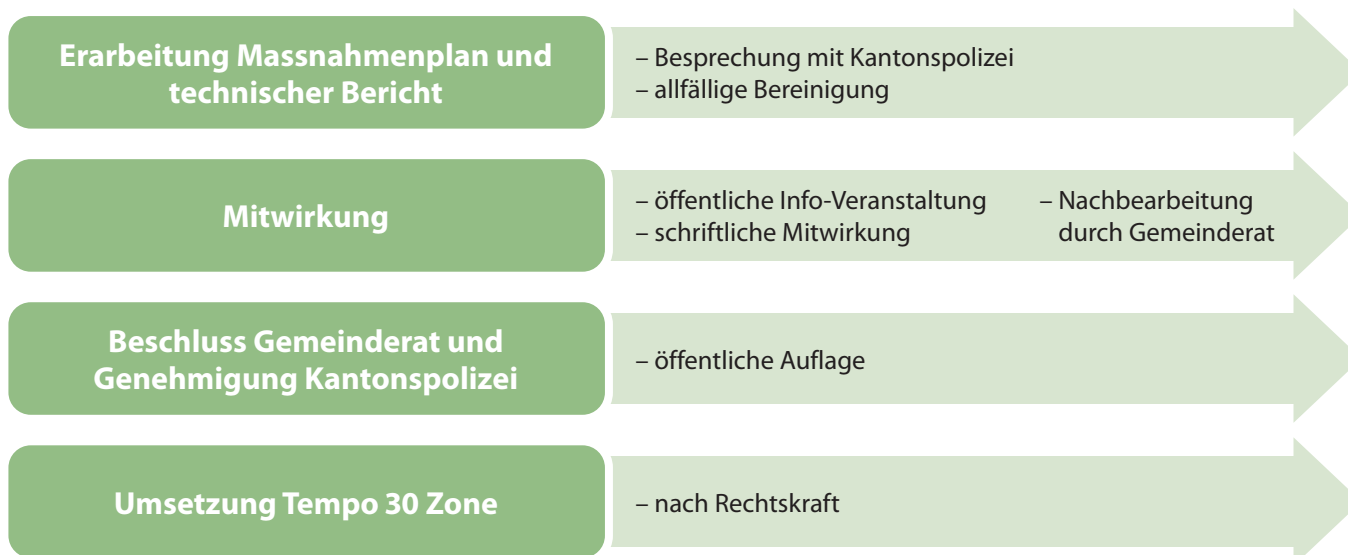 Erarbeitung Massnahmenplan und
technischer Bericht
– Besprechung mit Kantonspolizei
– allfällige Bereinigung
Mitwirkung
– öffentliche Info-Veranstaltung
– schriftliche Mitwirkung
– Nachbearbeitung
durch Gemeinderat
Beschluss Gemeinderat und
Genehmigung Kantonspolizei
– öffentliche Auflage
Umsetzung Tempo 30 Zone
– nach Rechtskraft